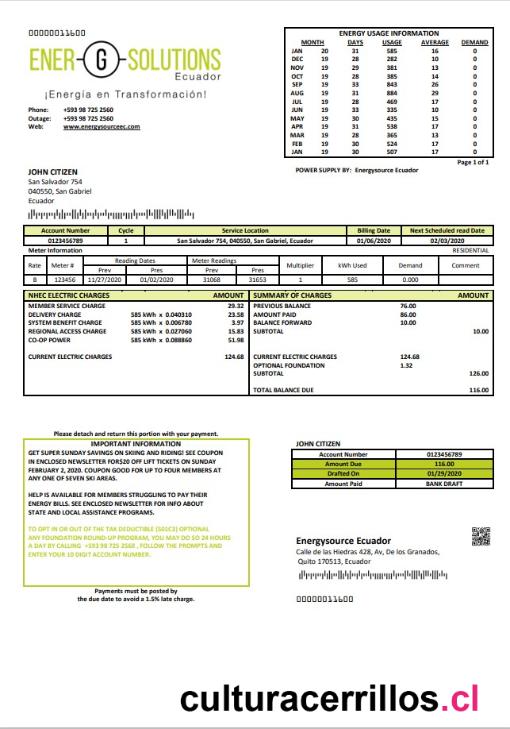 00000011600
ENER-G-SOLUTIONS
Ecuador
¡Energía en Transformación!
Phone: +593 98 725 2560
Outage: +593 98 725 2560
Web: www.energysourceec.com
ENERGY USAGE INFORMATION
MONTH DAYS USAGE AVERAGE DEMAND
JAN 20 31 585 16 0
DEC 19 28 282 10 0
NOV 19 29 381 13 0
OCT 19 28 385 14 0
SEP 19 33 843 26 0
AUG 19 31 884 29 0
JUL 19 28 469 17 0
JUN 19 33 335 10 0
MAY 19 30 435 15 0
APR 19 31 538 17 0
MAR 19 28 365 13 0
FEB 19 30 524 17 0
JAN 19 30 507 17 0
Page 1 of 1
POWER SUPPLY BY: Energysource Ecuador
JOHN CITIZEN
San Salvador 754
040550, San Gabriel
Ecuador
Account Number Cycle Service Location Billing Date Next Scheduled read Date
0123456789 1 San Salvador 754, 040550, San Gabriel, Ecuador 01/06/2020 02/03/2020
Meter Information RESIDENTIAL
Rate Meter # Reading Dates Meter Readings Multiplier kWh Used Demand Comment
Prev Pres Prev Pres
B 123456 11/27/2020 01/02/2020 31068 31653 1 585 0.000
NHEC ELECTRIC CHARGES AMOUNT
MEMBER SERVICE CHARGE 29.32
DELIVERY CHARGE 585 kWh x 0.040310 23.58
SYSTEM BENEFIT CHARGE 585 kWh x 0.006780 3.97
REGIONAL ACCESS CHARGE 585 kWh x 0.027060 15.83
CO-OP POWER 585 kWh x 0.088860 51.98
CURRENT ELECTRIC CHARGES 124.68
SUMMARY OF CHARGES AMOUNT
PREVIOUS BALANCE 76.00
AMOUNT PAID 86.00
BALANCE FORWARD 10.00
SUBTOTAL 10.00
CURRENT ELECTRIC CHARGES 124.68
OPTIONAL FOUNDATION 1.32
SUBTOTAL 126.00
TOTAL BALANCE DUE 116.00
Please detach and return this portion with your payment.
IMPORTANT INFORMATION
GET SUPER SUNDAY SAVINGS ON SKIING AND RIDING! SEE COUPON
IN ENCLOSED NEWSLETTER FOR$20 OFF LIFT TICKETS ON SUNDAY
FEBRUARY 2, 2020. COUPON GOOD FOR UP TO FOUR MEMBERS AT
ANY ONE OF SEVEN SKI AREAS.
HELP IS AVAILABLE FOR MEMBERS STRUGGLING TO PAY THEIR
ENERGY BILLS. SEE ENCLOSED NEWSLETTER FOR INFO ABOUT
STATE AND LOCAL ASSISTANCE PROGRAMS.
TO OPT IN OR OUT OF THE TAX DEDUCTIBLE (501C3) OPTIONAL
ANY FOUNDATION ROUND-UP PROGRAM, YOU MAY DO SO 24 HOURS
A DAY BY CALLING +593 98 725 2560 , FOLLOW THE PROMPTS AND
ENTER YOUR 10 DIGIT ACCOUNT NUMBER.
Payments must be posted by
the due date to avoid a 1.5% late charge.
JOHN CITIZEN
Account Number 0123456789
Amount Due 116.00
Drafted On 01/29/2020
Amount Paid BANK DRAFT
Energysource Ecuador
Calle de las Hiedras 428, Av, De los Granados,
Quito 170513, Ecuador
00000011600
culturacerrillos.cl